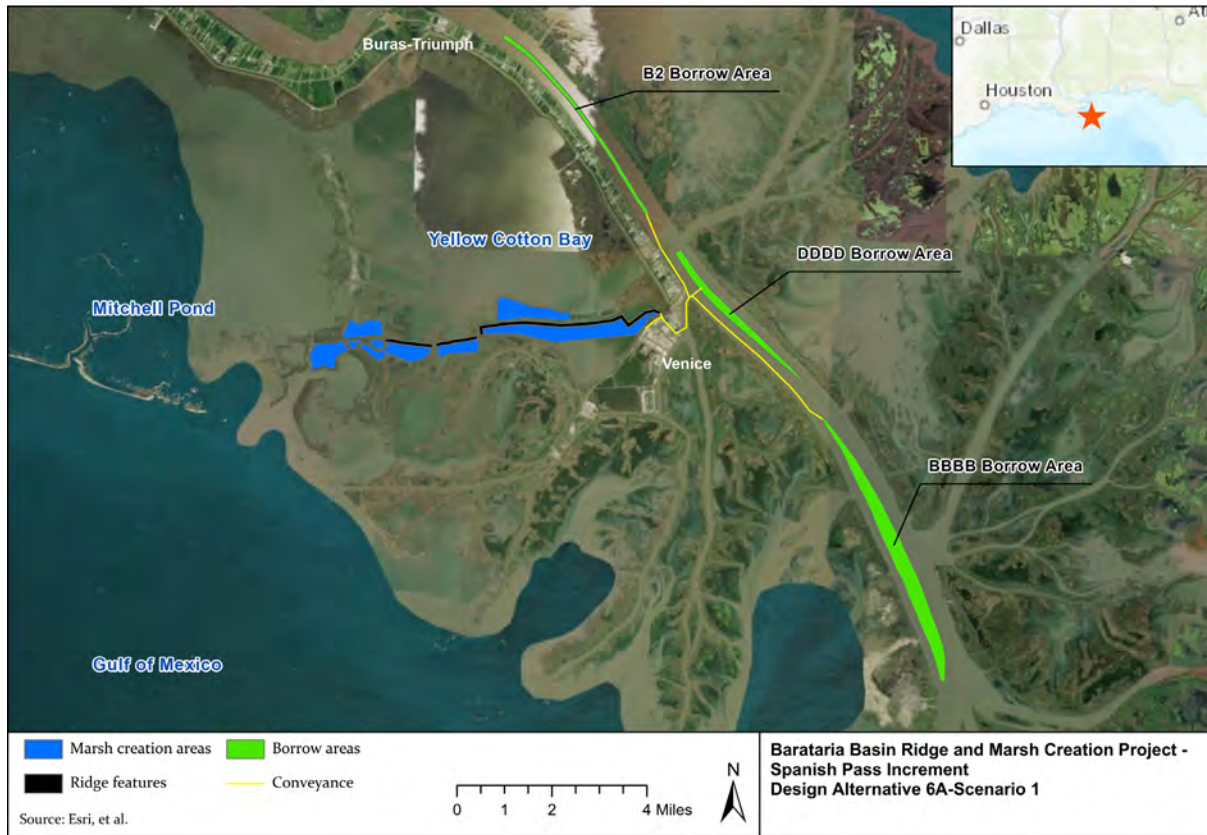 Dallas
At
Houston
Buras-Triumph
B2 Borrow Area
Yellow Cotton Bay
DDDD Borrow Area
Mitchell Pond
Venice
BBBB Borrow Area
Gulf of Mexico
Marsh creation areas
Borrow areas
Ridge features
Conveyance
Source: Esri, et al.
0 1 2 4 Miles
N
Barataria Basin Ridge and Marsh Creation Project -
Spanish Pass Increment
Design Alternative 6A-Scenario 1